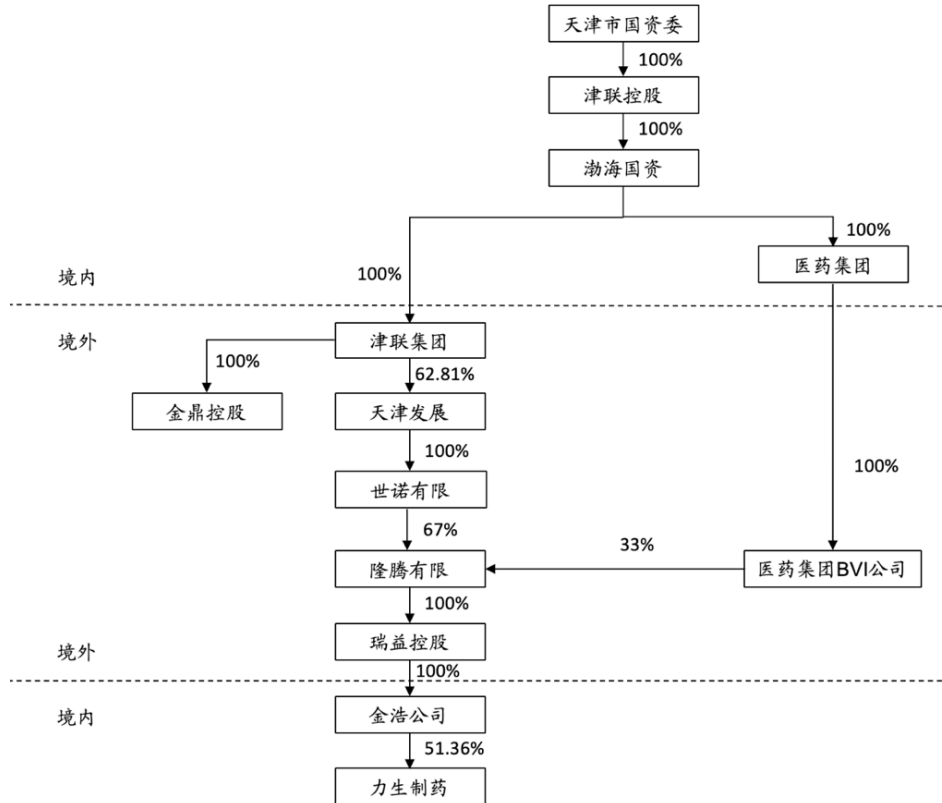 天津市国资委
100%
津联控股
100%
渤海国资
100%
医药集团
100%
境内
境外
津联集团
100%
62.81%
金鼎控股
天津发展
100%
100%
世诺有限
67%
33%
隆腾有限
医药集团BVI公司
100%
瑞益控股
境外
100%
境内
金浩公司
51.36%
力生制药